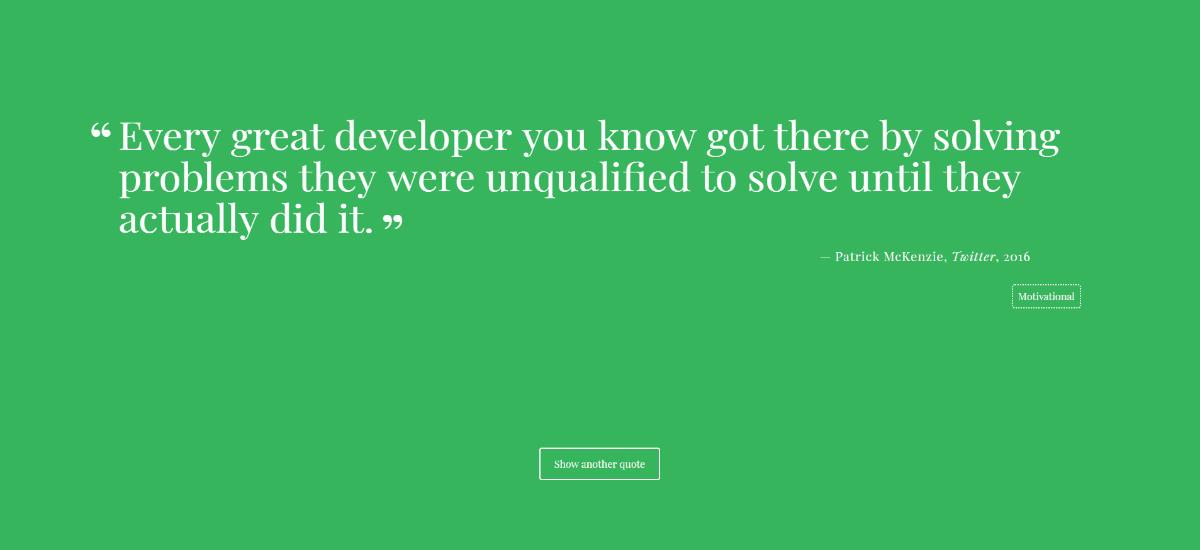 “Every great developer you know got there by solving
problems they were unqualified to solve until they
actually did it.”
— Patrick McKenzie, Twitter, 2016
Motivational
Show another quote